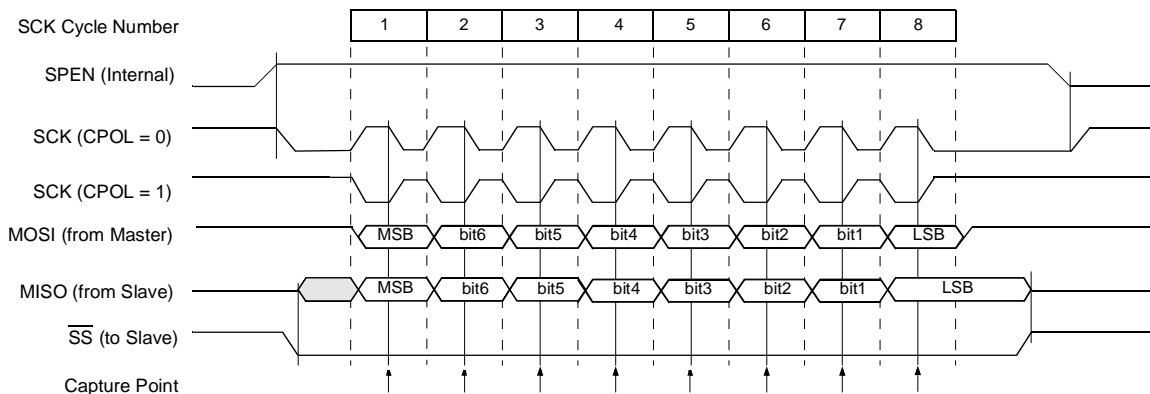 SCK Cycle Number 1 2 3 4 5 6 7 8
SPEN (Internal)
SCK (CPOL = 0)
SCK (CPOL = 1)
MOSI (from Master) MSB bit6 bit5 bit4 bit3 bit2 bit1 LSB
MISO (from Slave) MSB bit6 bit5 bit4 bit3 bit2 bit1 LSB
SS (to Slave)
Capture Point